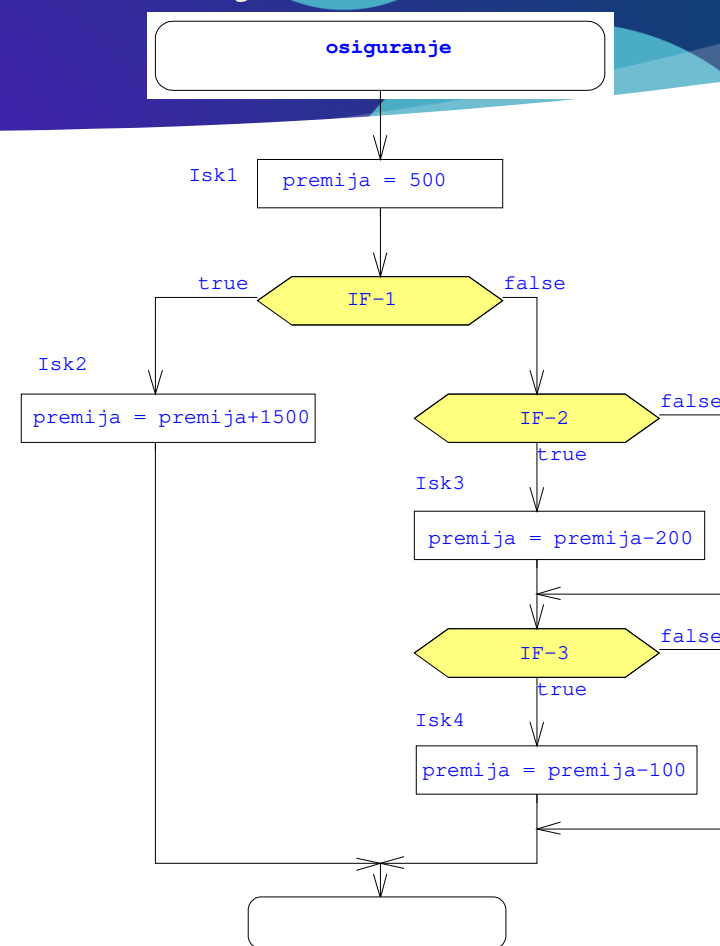 osiguranje
Isk1
premija = 500
true
IF-1
false
Isk2
premija = premija+1500
IF-2
false
true
Isk3
premija = premija-200
IF-3
false
true
Isk4
premija = premija-100